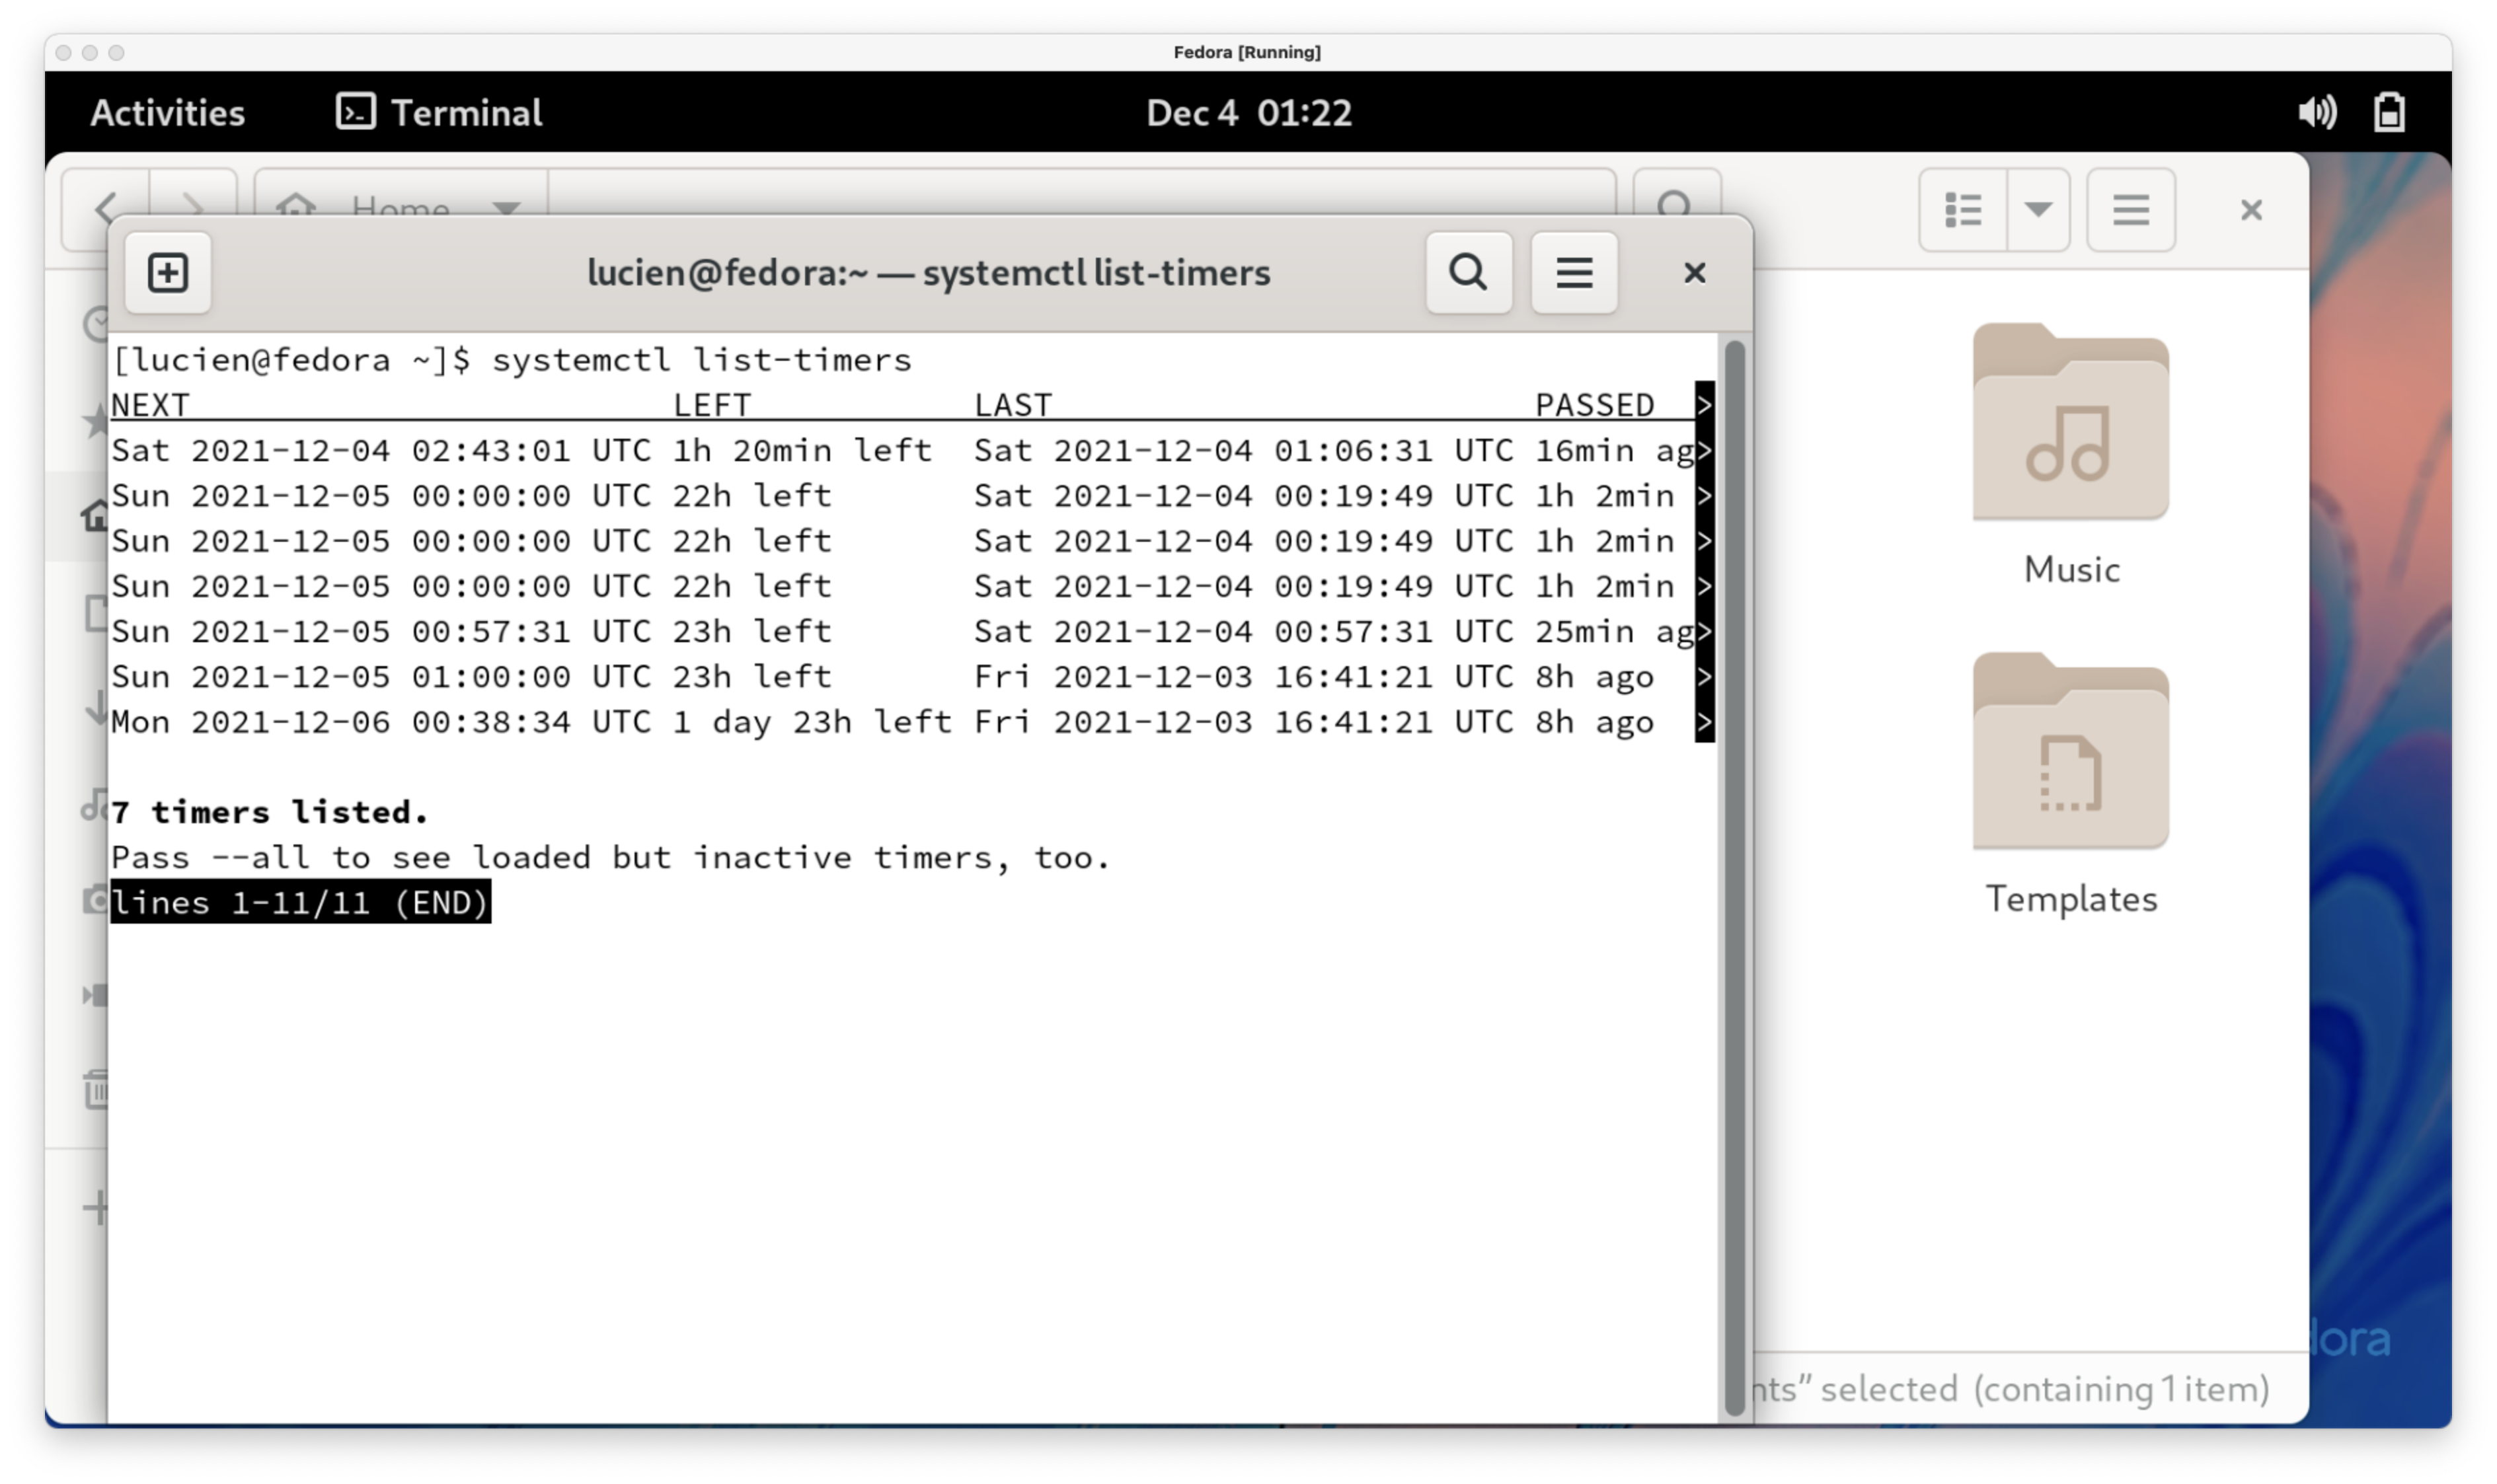 Fedora [Running]
Activities Terminal Dec 4 01:22
Home
lucien@fedora:~ — systemctl list-timers
[lucien@fedora ~]$ systemctl list-timers
NEXT LEFT LAST PASSED >
Sat 2021-12-04 02:43:01 UTC 1h 20min left Sat 2021-12-04 01:06:31 UTC 16min ag>
Sun 2021-12-05 00:00:00 UTC 22h left Sat 2021-12-04 00:19:49 UTC 1h 2min >
Sun 2021-12-05 00:00:00 UTC 22h left Sat 2021-12-04 00:19:49 UTC 1h 2min >
Sun 2021-12-05 00:00:00 UTC 22h left Sat 2021-12-04 00:19:49 UTC 1h 2min >
Sun 2021-12-05 00:57:31 UTC 23h left Sat 2021-12-04 00:57:31 UTC 25min ag>
Sun 2021-12-05 01:00:00 UTC 23h left Fri 2021-12-03 16:41:21 UTC 8h ago >
Mon 2021-12-06 00:38:34 UTC 1 day 23h left Fri 2021-12-03 16:41:21 UTC 8h ago >
7 timers listed.
Pass --all to see loaded but inactive timers, too.
lines 1-11/11 (END)
Music
Templates
dora
nts” selected (containing 1 item)